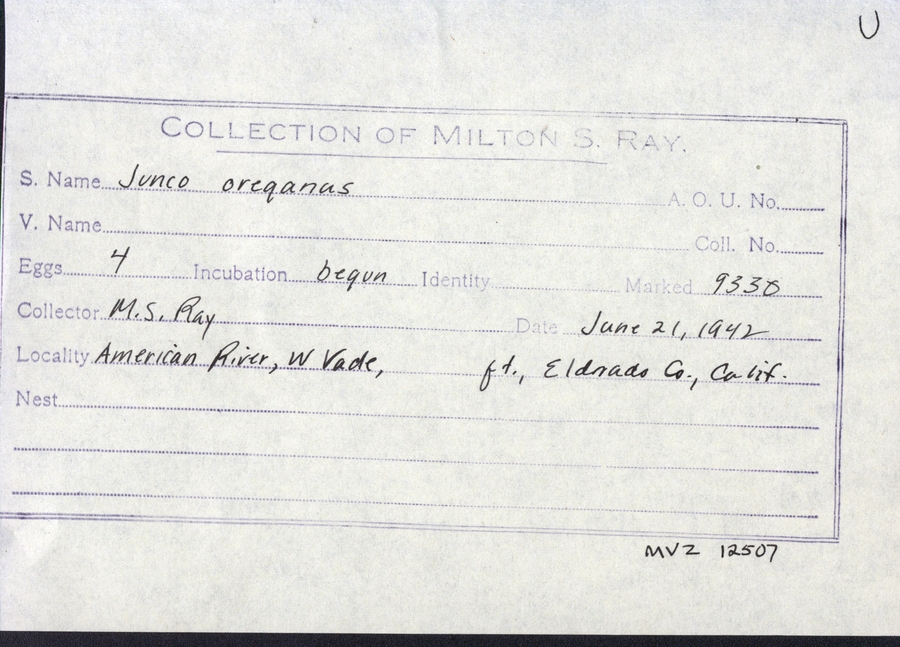 U
COLLECTION OF MILTON S. RAY.
S. Name Junco oreganus A. O. U. No.
V. Name Coll. No.
Eggs 4 Incubation begun Identity Marked 9330
Collector M.S. Ray Date June 21, 1942
Locality American River, W Vade, ft., Eldorado Co., Calif.
Nest
MVZ 12507